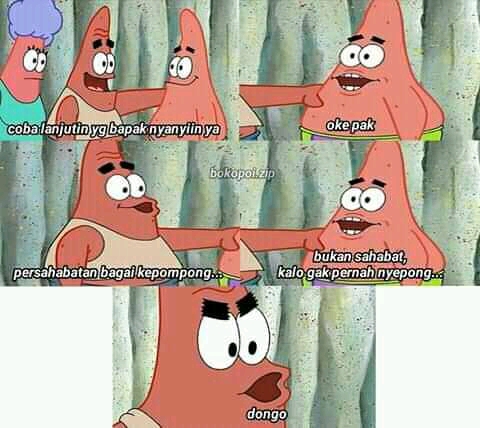 coba lanjutin yg bapak nyanyiin ya
oke pak
bokopoi.zip
persahabatan bagai kepompong...
bukan sahabat,
kalo gak pernah nyepong...
dongo